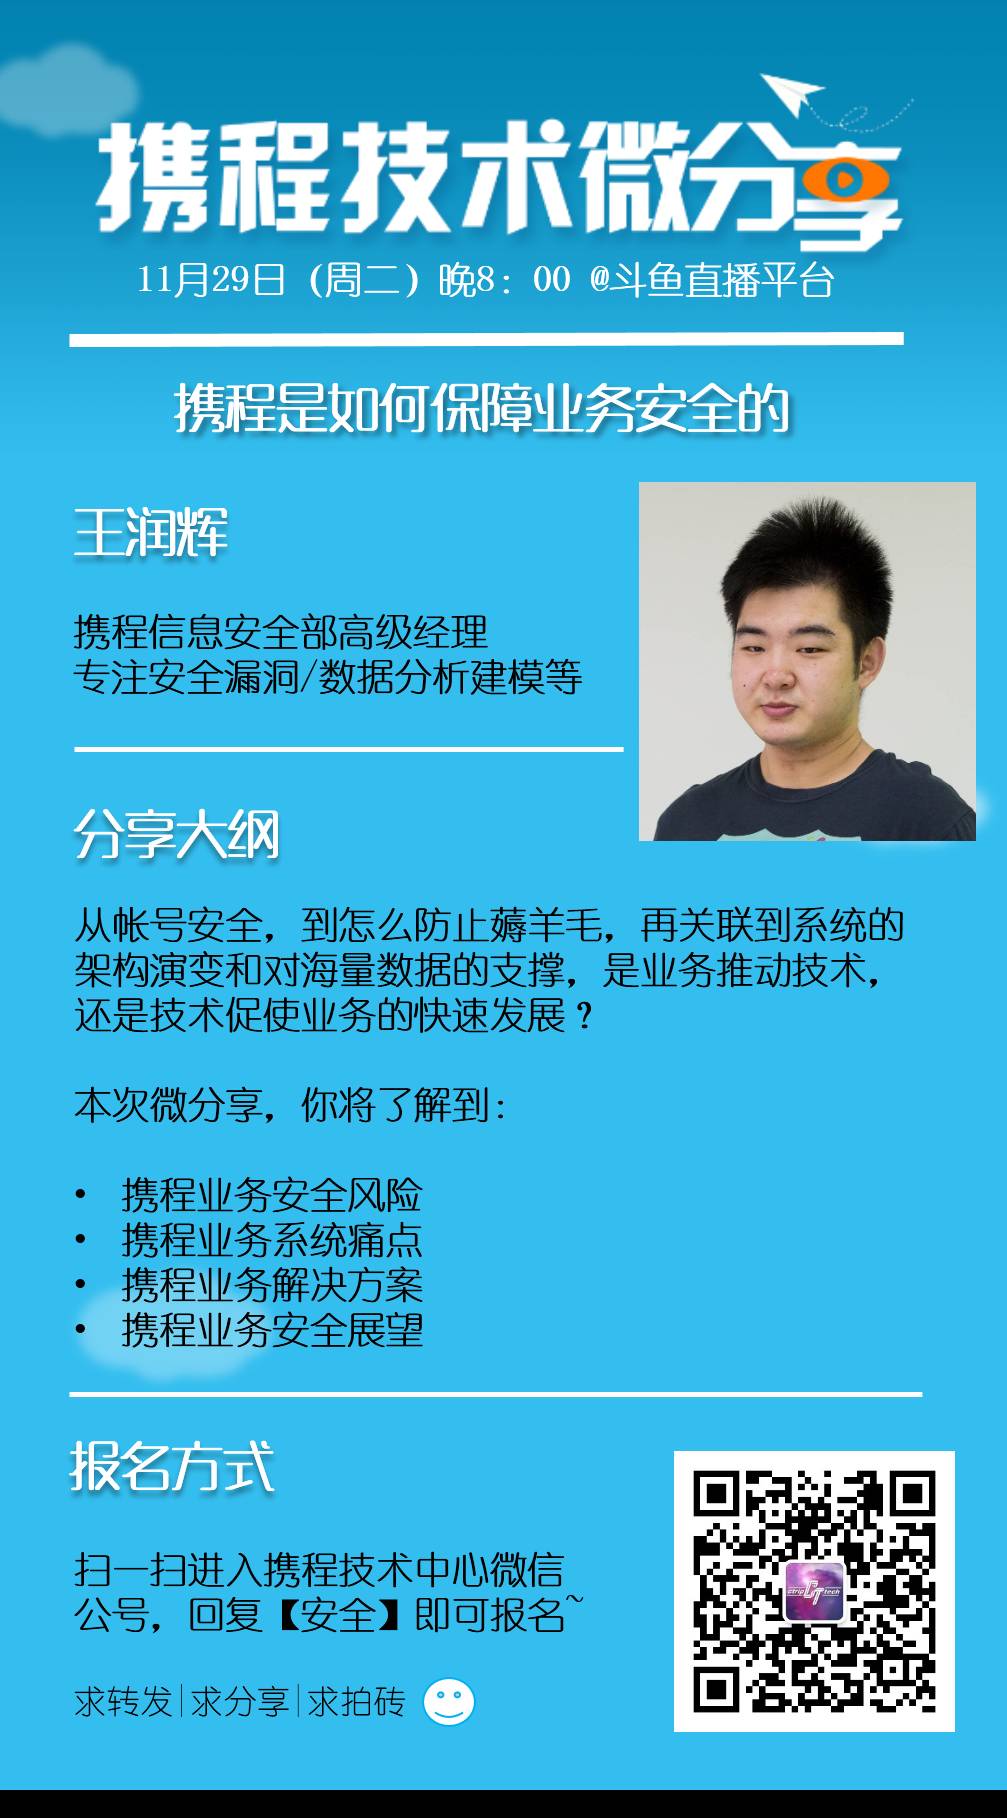 携程技术微分享
11月29日（周二）晚8：00 @斗鱼直播平台
携程是如何保障业务安全的
王润辉
携程信息安全部高级经理
专注安全漏洞/数据分析建模等
分享大纲
从帐号安全，到怎么防止薅羊毛，再关联到系统的
架构演变和对海量数据的支撑，是业务推动技术，
还是技术促使业务的快速发展？
本次微分享，你将了解到：
• 携程业务安全风险
• 携程业务系统痛点
• 携程业务解决方案
• 携程业务安全展望
报名方式
扫一扫进入携程技术中心微信
公号，回复【安全】即可报名~
求转发|求分享|求拍砖
ctrip CT tech